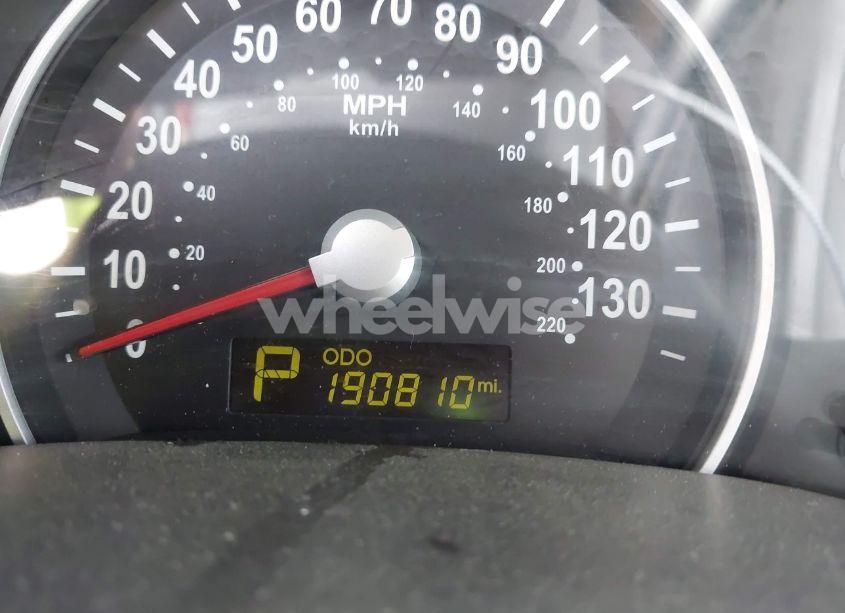 60 70 80
50 90
40 100 120 100
30 80 MPH 140 110
60 km/h 160
20 40 180 120
10 20 200 130
0 220
wheelwise
P ODO
190810 mi.